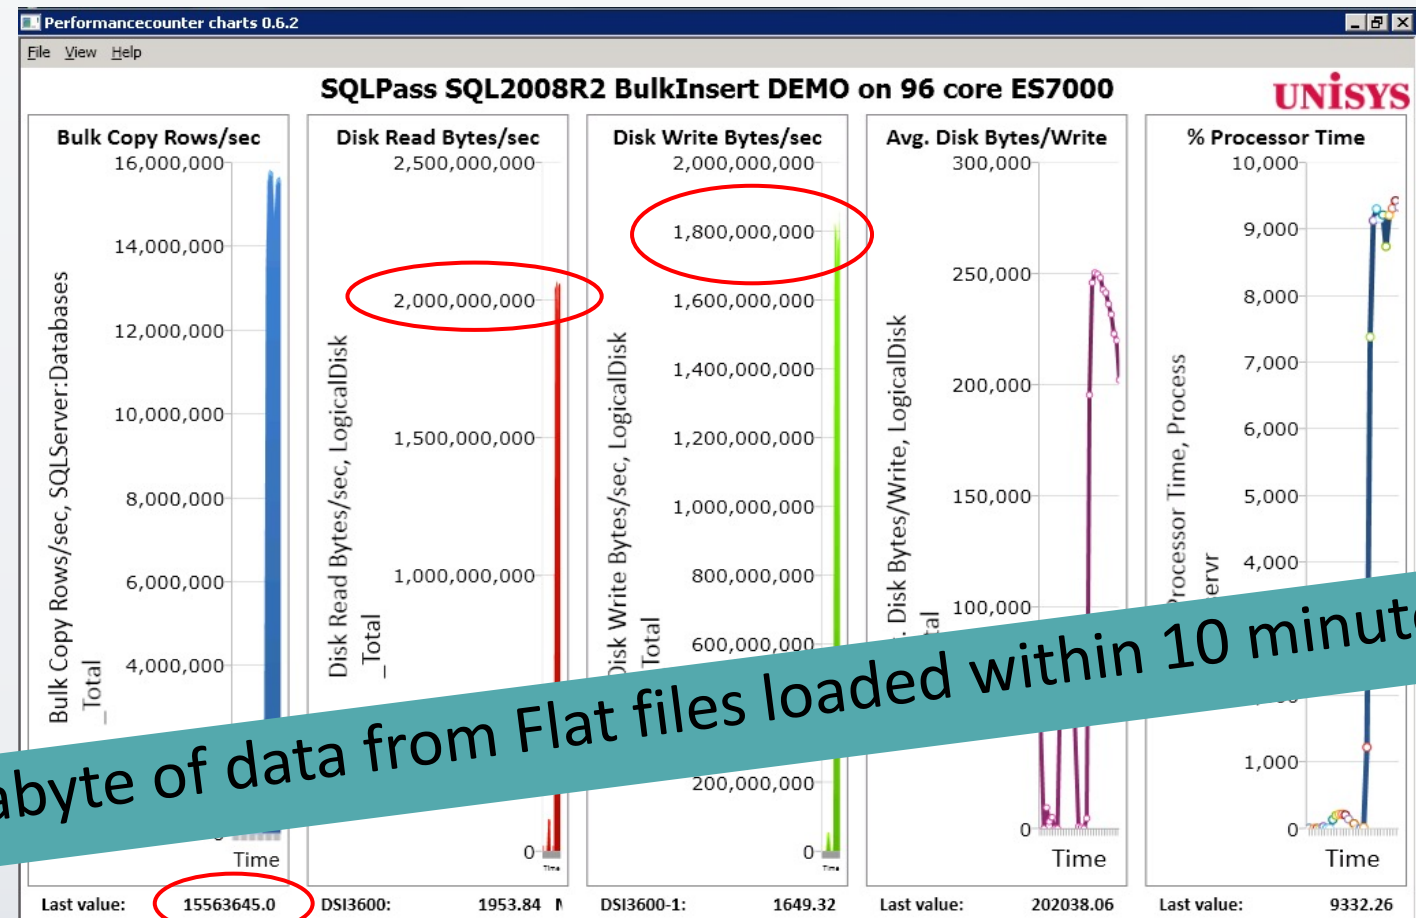 Performancecounter charts 0.6.2
File View Help
SQLPass SQL2008R2 BulkInsert DEMO on 96 core ES7000
UNISYS
Bulk Copy Rows/sec
16,000,000
14,000,000
12,000,000
10,000,000
8,000,000
6,000,000
4,000,000
Bulk Copy Rows/sec, SQLServer:Databases
_Total
Time
Last value: 15563645.0
Disk Read Bytes/sec
2,500,000,000
2,000,000,000
1,500,000,000
1,000,000,000
0
Disk Read Bytes/sec, LogicalDisk
_Total
Time
DSI3600: 1953.84
Disk Write Bytes/sec
2,000,000,000
1,800,000,000
1,600,000,000
1,400,000,000
1,200,000,000
1,000,000,000
800,000,000
600,000,000
200,000,000
0
Disk Write Bytes/sec, LogicalDisk
Total
Time
DSI3600-1: 1649.32
Avg. Disk Bytes/Write
300,000
250,000
200,000
150,000
100,000
0
Disk Bytes/Write, LogicalDisk
Time
Last value: 202038.06
% Processor Time
10,000
9,000
8,000
7,000
6,000
5,000
4,000
1,000
0
Processor Time, Process
Time
Last value: 9332.26
of data from Flat files loaded within 10